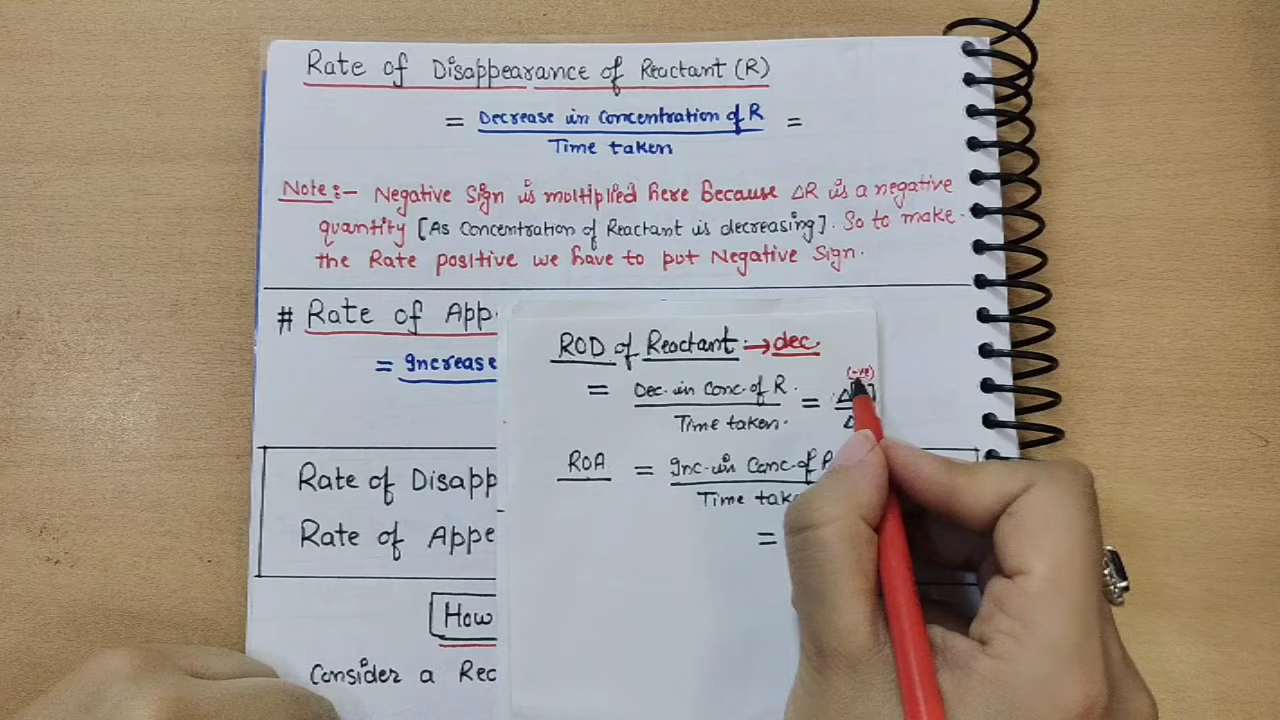 Rate of Disappearance of Reactant (R)
= Decrease in Concentration of R / Time taken =
Note:- Negative Sign is multiplied here Because ΔR is a negative
quantity [As Concentration of Reactant is decreasing]. So to make
the Rate positive we have to put Negative Sign.
# Rate of App
= Increase
Rate of Disapp
Rate of Appe
How
Consider a Rec
ROD of Reactant :→ dec.
(-ve)
= Dec. in Conc. of R. / Time taken. = Δ
ROA = Inc. in Conc. of / Time tak
=